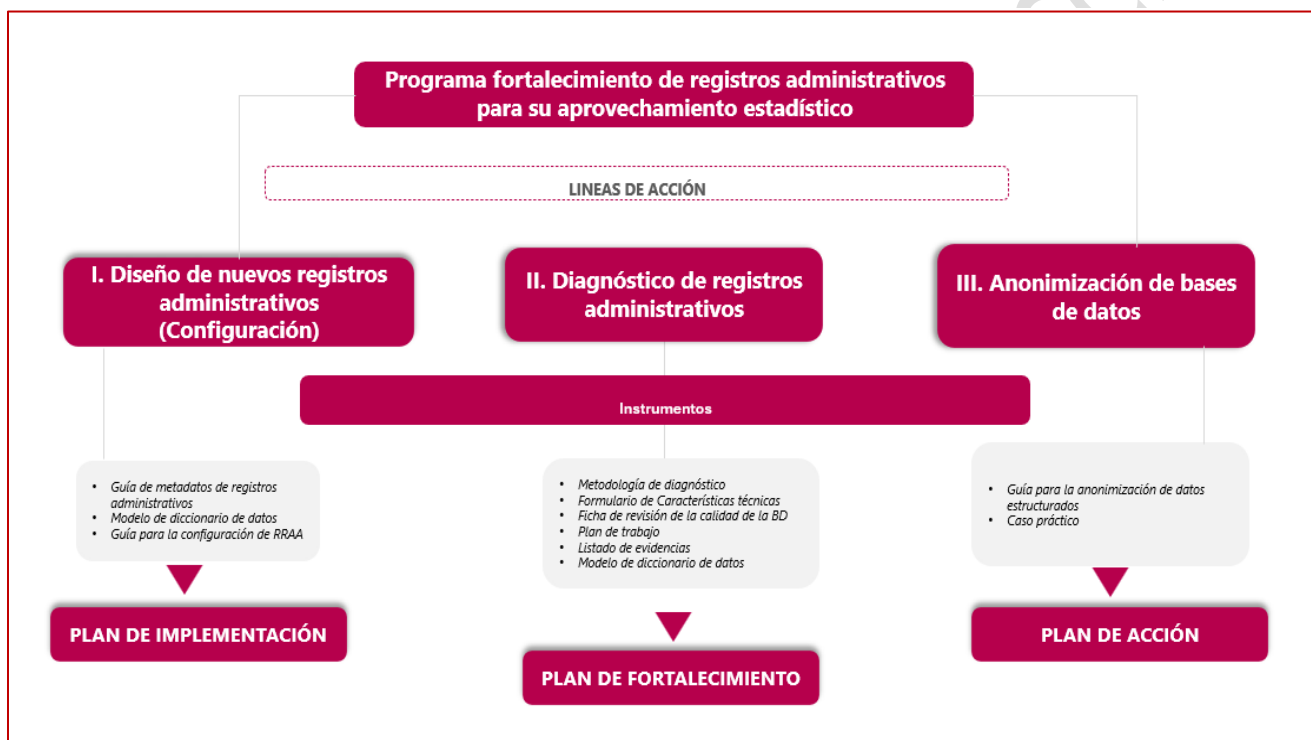 Programa fortalecimiento de registros administrativos
para su aprovechamiento estadístico
LINEAS DE ACCIÓN
I. Diseño de nuevos registros
administrativos
(Configuración)
II. Diagnóstico de registros
administrativos
III. Anonimización de bases
de datos
Instrumentos
• Guía de metadatos de registros
administrativos
• Modelo de diccionario de datos
• Guía para la configuración de RRAA
• Metodología de diagnóstico
• Formulario de Características técnicas
• Ficha de revisión de la calidad de la BD
• Plan de trabajo
• Listado de evidencias
• Modelo de diccionario de datos
• Guía para la anonimización de datos
estructurados
• Caso práctico
PLAN DE IMPLEMENTACIÓN
PLAN DE FORTALECIMIENTO
PLAN DE ACCIÓN